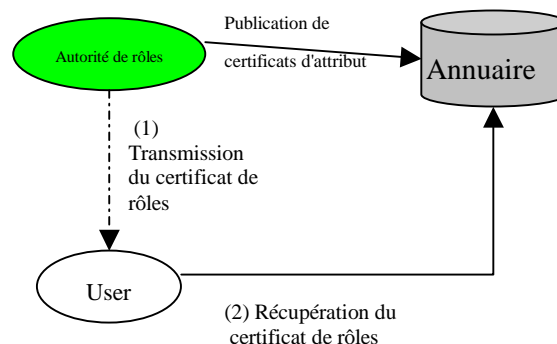 Autorité de rôles
Publication de
certificats d'attribut
Annuaire
(1)
Transmission
du certificat de
rôles
User
(2) Récupération du
certificat de rôles